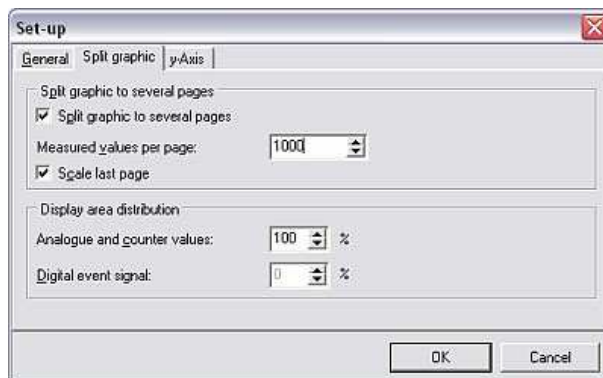 Set-up
General Split graphic y-Axis
Split graphic to several pages
Split graphic to several pages
Measured values per page: 1000
Scale last page
Display area distribution
Analogue and counter values: 100 %
Digital event signal: 0 %
OK Cancel